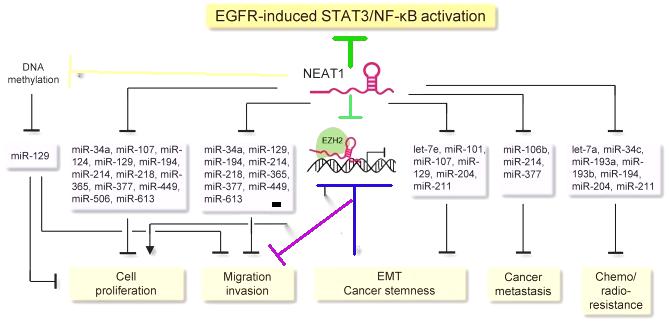 EGFR-induced STAT3/NF-κB activation
DNA
methylation
NEAT1
EZH2
miR-129
miR-34a, miR-107, miR-
124, miR-129, miR-194,
miR-214, miR-218, miR-
365, miR-377, miR-449,
miR-506, miR-613
miR-34a, miR-129,
miR-194, miR-214,
miR-218, miR-365,
miR-377, miR-449,
miR-613
let-7e, miR-101,
miR-107, miR-
129, miR-204,
miR-211
miR-106b,
miR-214,
miR-377
let-7a, miR-34c,
miR-193a, miR-
193b, miR-194,
miR-204, miR-211
Cell
proliferation
Migration
invasion
EMT
Cancer stemness
Cancer
metastasis
Chemo/
radio-
resistance